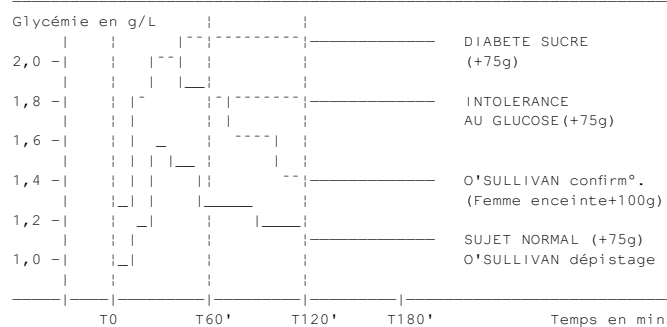 Glycémie en g/L
DIABETE SUCRE
2,0
(+75g)
1,8
INTOLERANCE
AU GLUCOSE(+75g)
1,6
1,4
O'SULLIVAN confirm°.
(Femme enceinte+100g)
1,2
SUJET NORMAL (+75g)
1,0
O'SULLIVAN dépistage
T0 T60' T120' T180' Temps en min